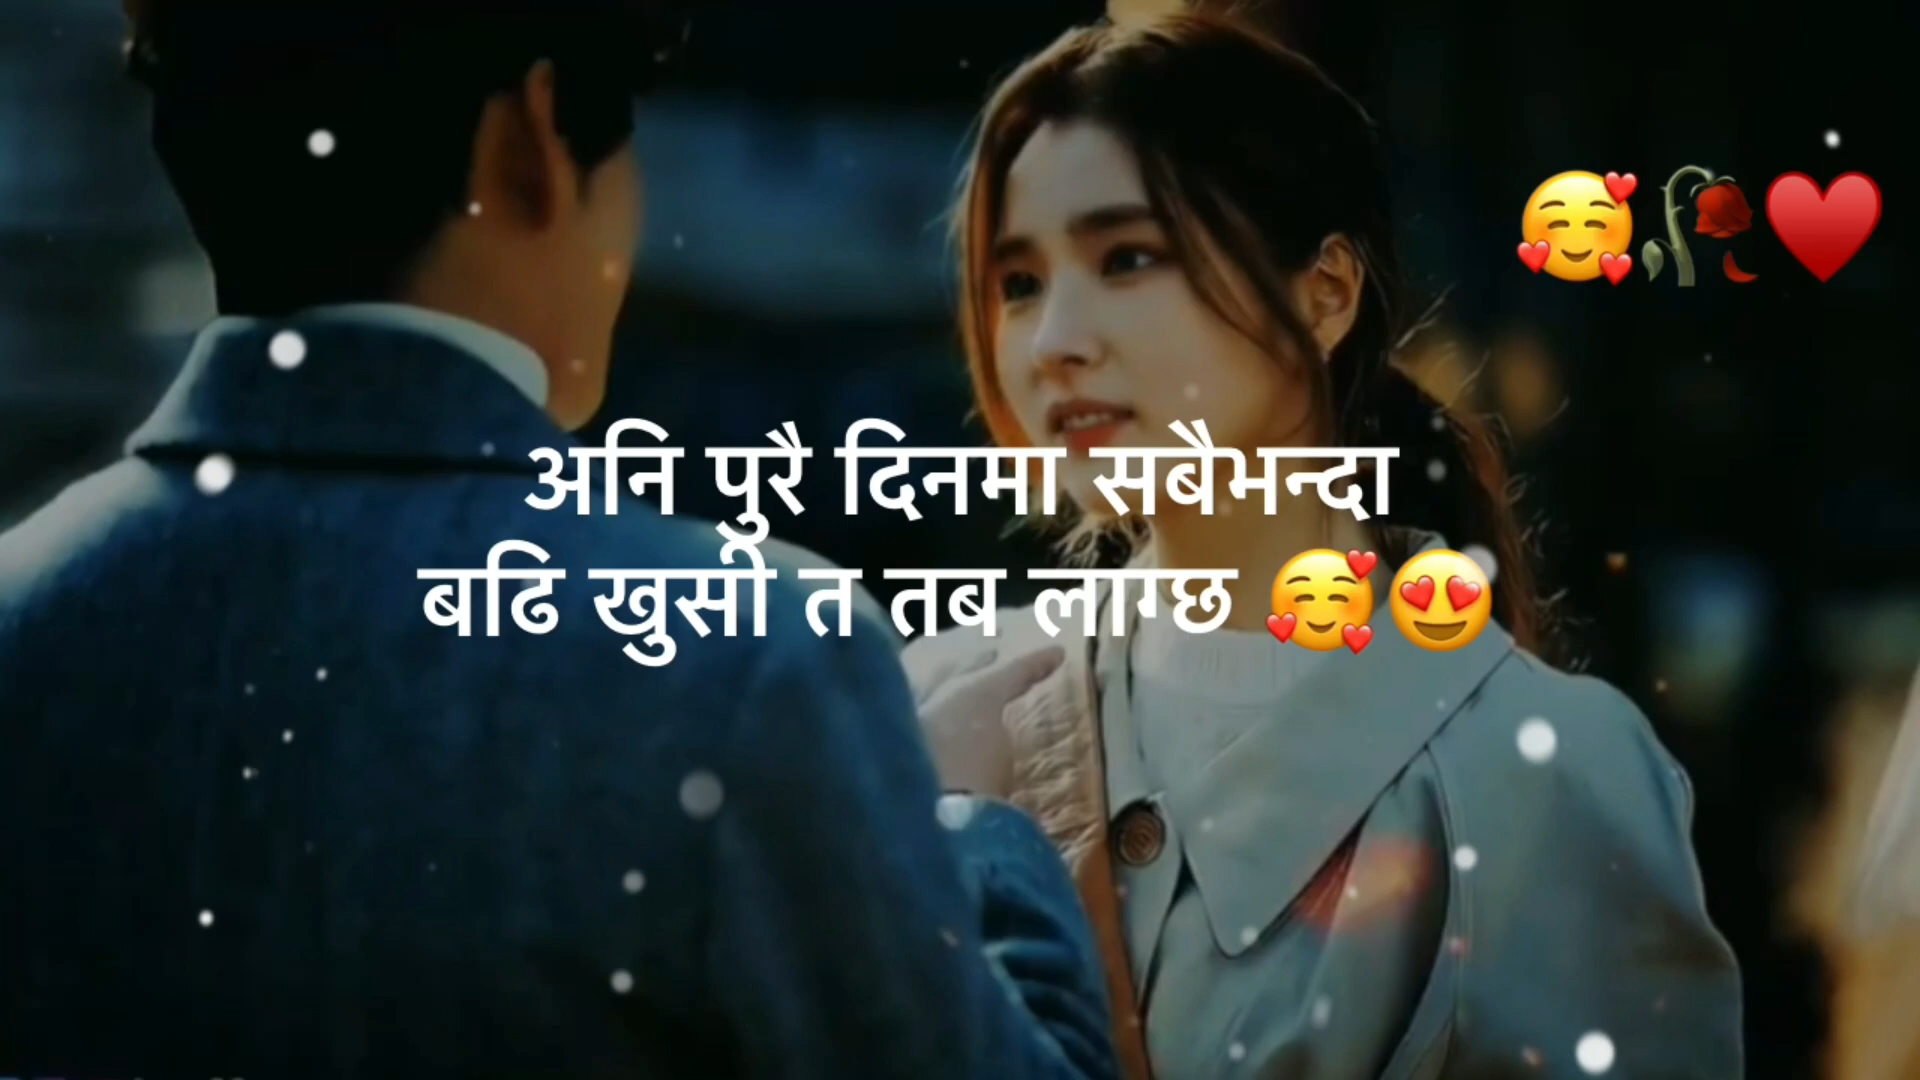 🥰🥀♥️
अनि पुरै दिनमा सबैभन्दा
बढि खुसी त तब लाग्छ 🥰😍